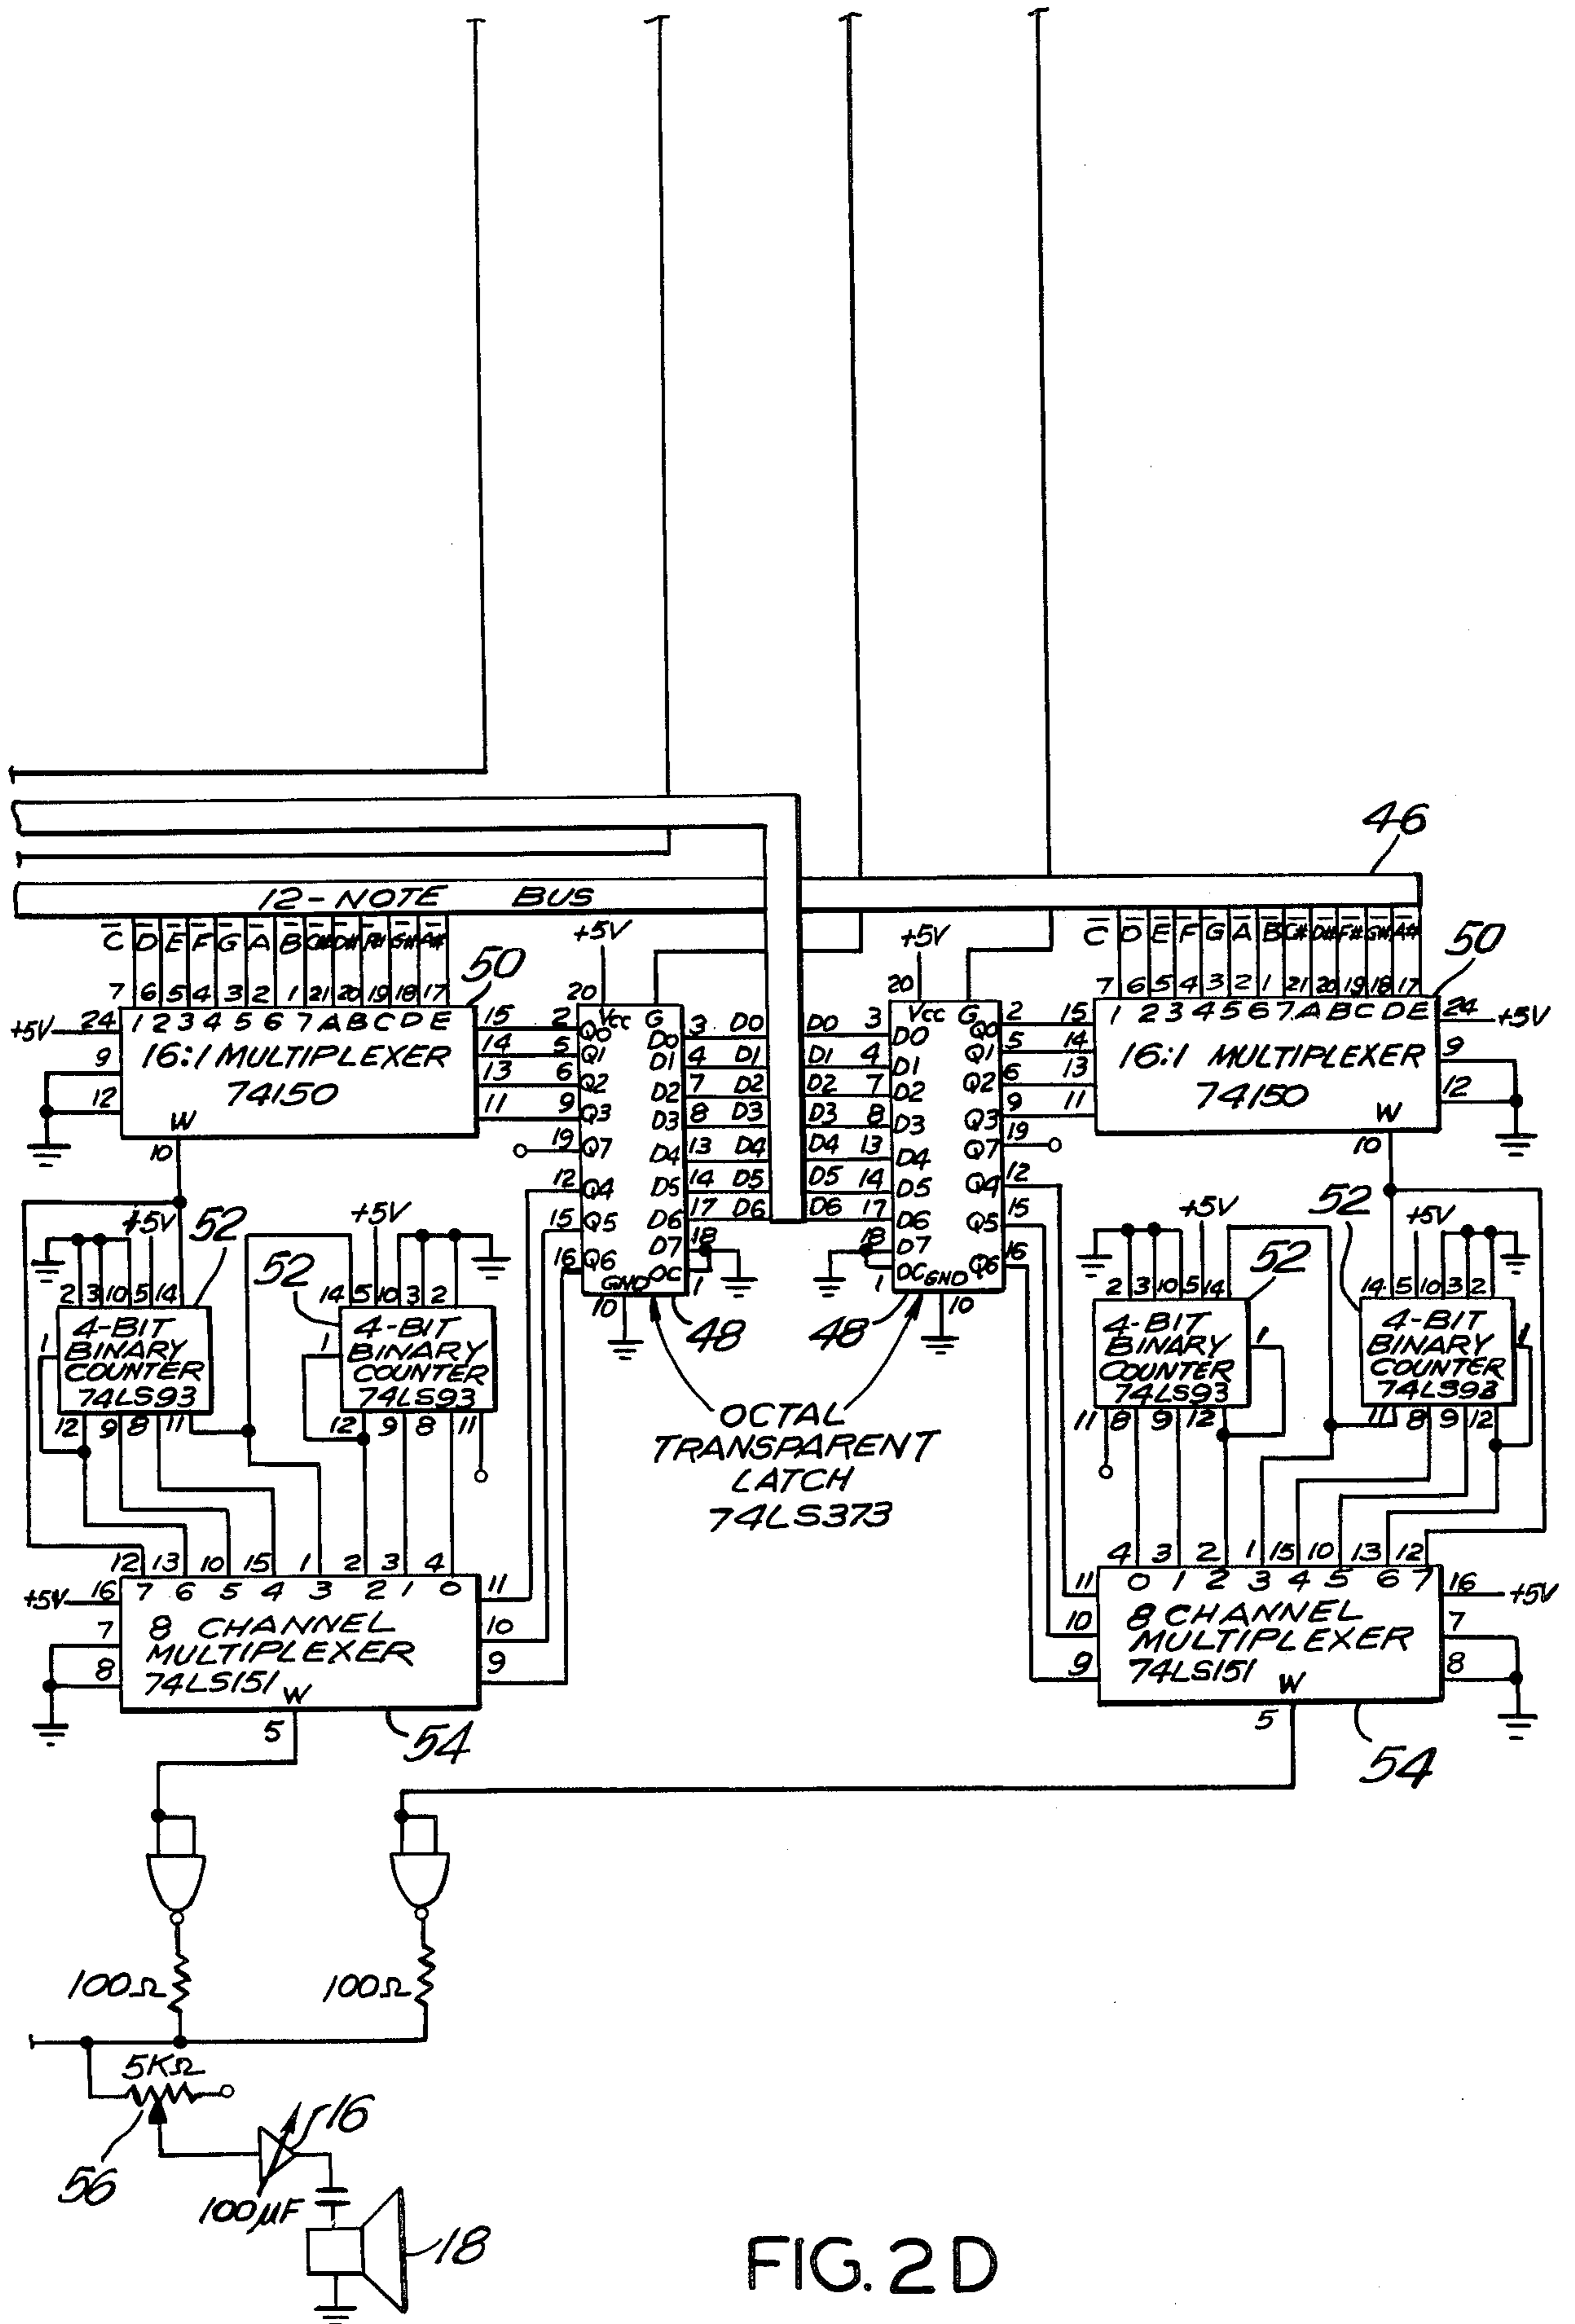 46
12-NOTE BUS
C̅ D̅ E̅ F̅ G̅ A̅ B̅ C̅# D̅# F̅# G̅# A̅#
+5V
+5V
C̅ D̅ E̅ F̅ G̅ A̅ B̅ C̅# D̅# F̅# G̅# A̅#
7 6 5 4 3 2 1 21 20 19 18 17
50
20
20
7 6 5 4 3 2 1 21 20 19 18 17
50
+5V 24 1 2 3 4 5 6 7 A B C D E 15
9 16:1 MULTIPLEXER 14
12 74150 13
11
W
10
Vcc G
2 Q0 D0 3 D0
5 Q1 D1 4 D1
6 Q2 D2 7 D2
9 Q3 D3 8 D3
19 Q7 D4 13 D4
12 Q4 D5 14 D5
15 Q5 D6 17 D6
16 Q6 D7 18
GND OC 1
10
48
Vcc G
D0 3 D0 Q0 2
D1 4 D1 Q1 5
D2 7 D2 Q2 6
D3 8 D3 Q3 9
D4 13 D4 Q7 19
D5 14 D5 Q4 12
D6 17 D6 Q5 15
18 D7 Q6 16
1 OC GND
10
48
15 1 2 3 4 5 6 7 A B C D E 24 +5V
14 16:1 MULTIPLEXER 9
13 74150 12
11
W
10
+5V 52
2 3 10 5 14
1 4-BIT
BINARY
COUNTER
74LS93
12 9 8 11
+5V
52
14 5 10 3 2
1 4-BIT
BINARY
COUNTER
74LS93
12 9 8 11
OCTAL
TRANSPARENT
LATCH
74LS373
+5V
52
2 3 10 5 14
4-BIT 1
BINARY
COUNTER
74LS93
11 8 9 12
52 +5V
14 5 10 3 2
4-BIT 1
BINARY
COUNTER
74LS93
11 8 9 12
12 13 10 15 1 2 3 4
+5V 16 7 6 5 4 3 2 1 0 11
7 8 CHANNEL 10
MULTIPLEXER 9
8 74LS151 W
5
54
4 3 2 1 15 10 13 12
11 0 1 2 3 4 5 6 7 16 +5V
10 8 CHANNEL 7
MULTIPLEXER
9 74LS151 8
W
5
54
100Ω
100Ω
5KΩ
56
16
100µF
18
FIG. 2D